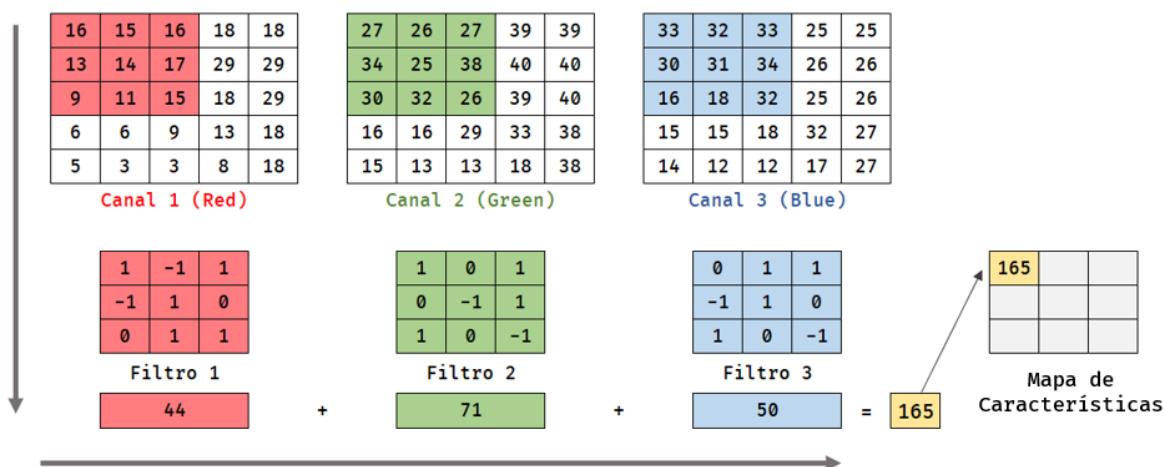 16 15 16 18 18 27 26 27 39 39 33 32 33 25 25
13 14 17 29 29 34 25 38 40 40 30 31 34 26 26
9 11 15 18 29 30 32 26 39 40 16 18 32 25 26
6 6 9 13 18 16 16 29 33 38 15 15 18 32 27
5 3 3 8 18 15 13 13 18 38 14 12 12 17 27
Canal 1 (Red) Canal 2 (Green) Canal 3 (Blue)
1 -1 1 1 0 1 0 1 1 165
-1 1 0 0 -1 1 -1 1 0
0 1 1 1 0 -1 1 0 -1
Filtro 1 Filtro 2 Filtro 3
Mapa de
Características
44 + 71 + 50 = 165